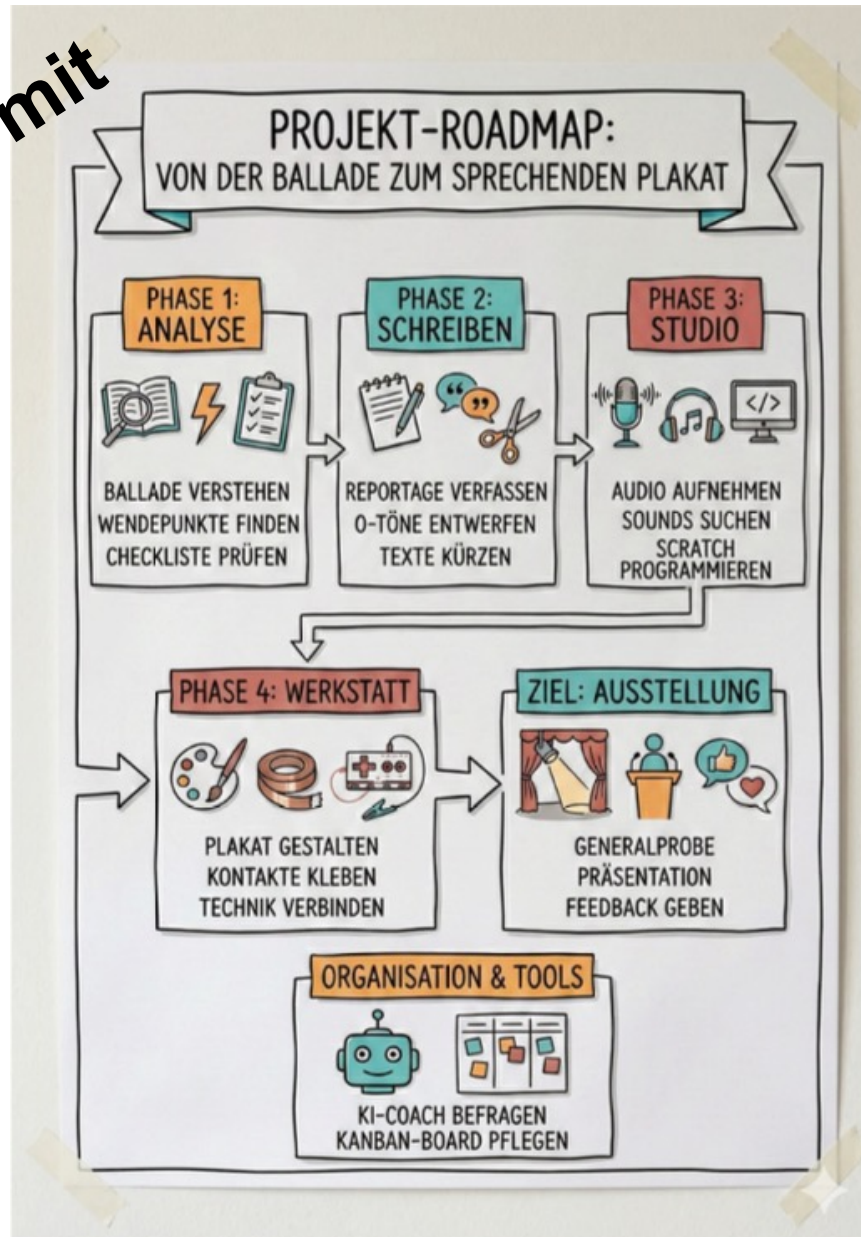 mit
PROJEKT-ROADMAP:
VON DER BALLADE ZUM SPRECHENDEN PLAKAT
PHASE 1:
ANALYSE
BALLADE VERSTEHEN
WENDEPUNKTE FINDEN
CHECKLISTE PRÜFEN
PHASE 2:
SCHREIBEN
REPORTAGE VERFASSEN
O-TÖNE ENTWERFEN
TEXTE KÜRZEN
PHASE 3:
STUDIO
</>
AUDIO AUFNEHMEN
SOUNDS SUCHEN
SCRATCH
PROGRAMMIEREN
PHASE 4: WERKSTATT
PLAKAT GESTALTEN
KONTAKTE KLEBEN
TECHNIK VERBINDEN
ZIEL: AUSSTELLUNG
GENERALPROBE
PRÄSENTATION
FEEDBACK GEBEN
ORGANISATION & TOOLS
KI-COACH BEFRAGEN
KANBAN-BOARD PFLEGEN